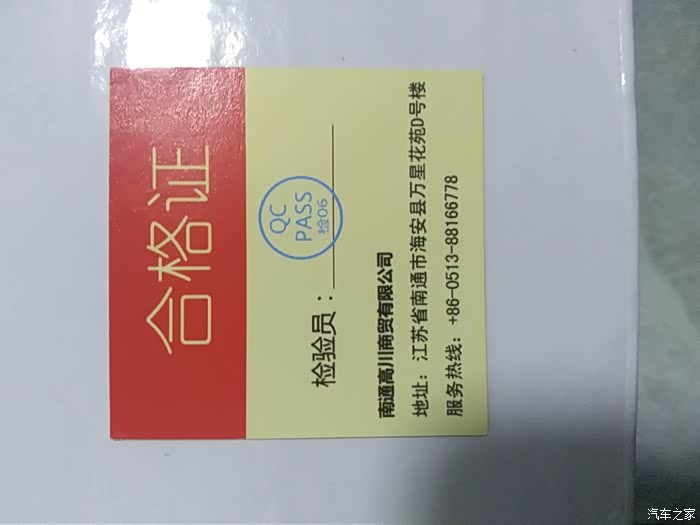 合格证
检验员：
QC
PASS
检06
南通高川商贸有限公司
地址：江苏省南通市海安县万星花苑D号楼
服务热线：+86-0513-88166778
汽车之家